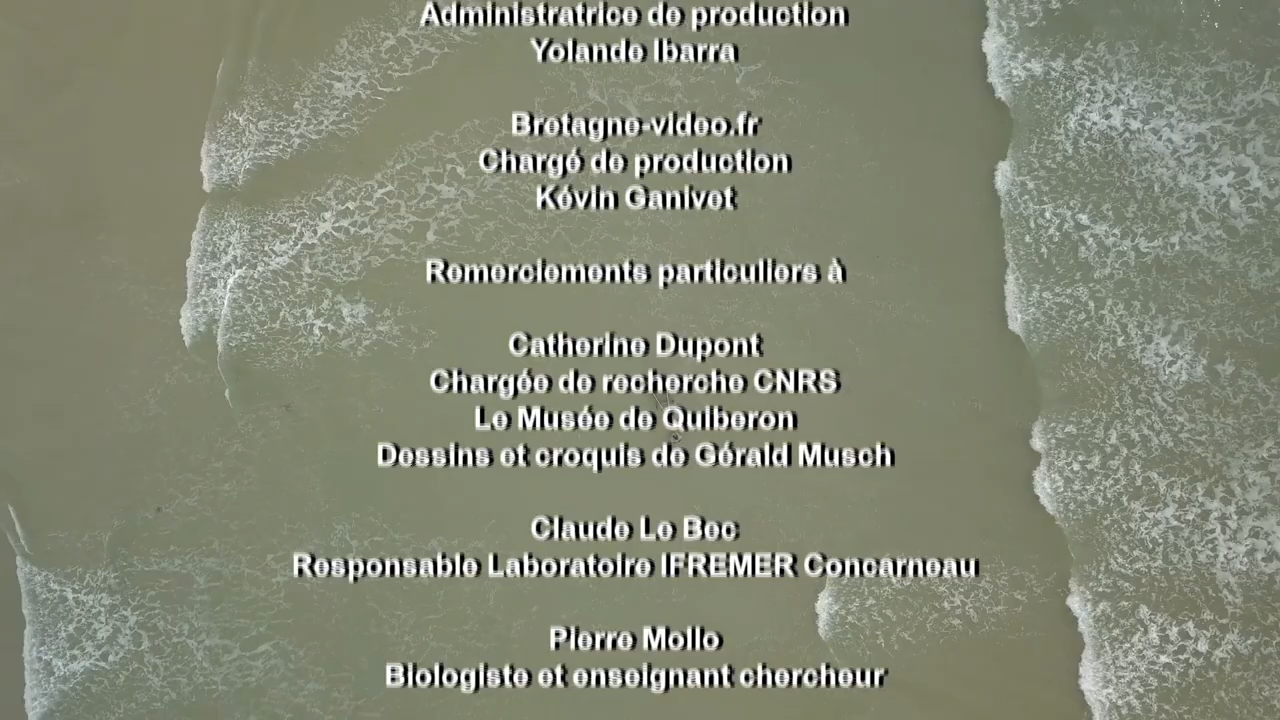 Administratrice de production
Yolande Ibarra
Bretagne-video.fr
Chargé de production
Kévin Ganivet
Remerciements particuliers à
Catherine Dupont
Chargée de recherche CNRS
Le Musée de Quiberon
Dessins et croquis de Gérald Musch
Claude Le Bec
Responsable Laboratoire IFREMER Concarneau
Pierre Mollo
Biologiste et enseignant chercheur